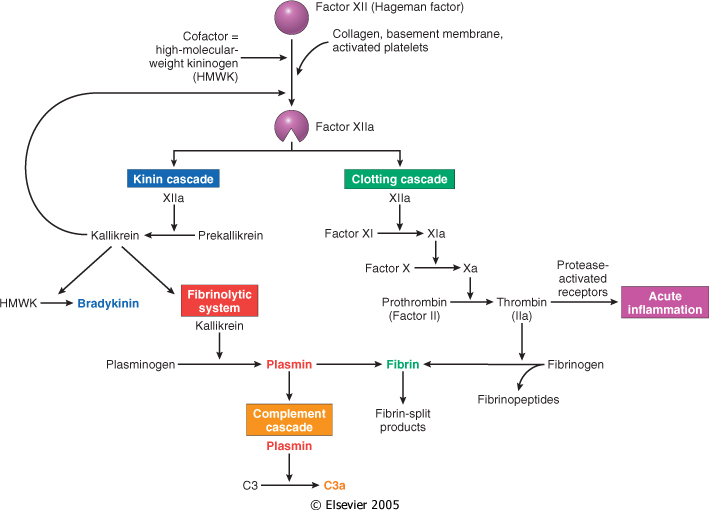 Factor XII (Hageman factor)
Cofactor =
high-molecular-
weight kininogen
(HMWK)
Collagen, basement membrane,
activated platelets
Factor XIIa
Kinin cascade
Clotting cascade
XIIa
XIIa
Kallikrein
Prekallikrein
Factor XI
XIa
Factor X
Xa
Protease-
activated
receptors
HMWK
Bradykinin
Fibrinolytic
system
Prothrombin
(Factor II)
Thrombin
(IIa)
Acute
inflammation
Kallikrein
Plasminogen
Plasmin
Fibrin
Fibrinogen
Fibrinopeptides
Complement
cascade
Fibrin-split
products
Plasmin
C3
C3a
© Elsevier 2005